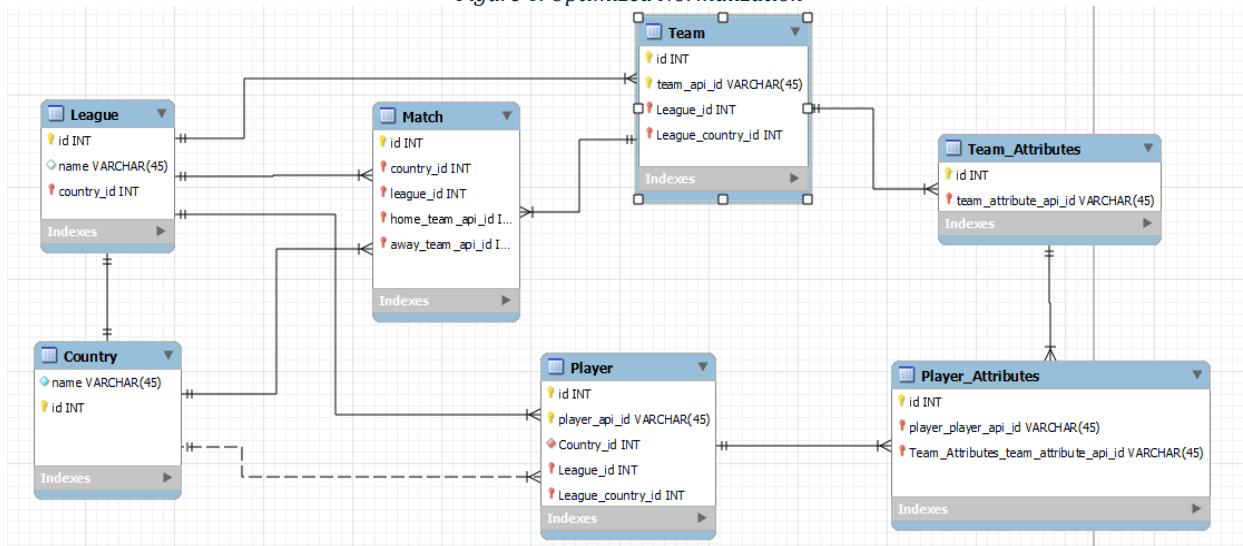 Team
id INT
team_api_id VARCHAR(45)
League_id INT
League_country_id INT
Indexes
League
id INT
name VARCHAR(45)
country_id INT
Indexes
Match
id INT
country_id INT
league_id INT
home_team_api_id I...
away_team_api_id I...
Indexes
Team_Attributes
id INT
team_attribute_api_id VARCHAR(45)
Indexes
Country
name VARCHAR(45)
id INT
Indexes
Player
id INT
player_api_id VARCHAR(45)
Country_id INT
League_id INT
League_country_id INT
Indexes
Player_Attributes
id INT
player_player_api_id VARCHAR(45)
Team_Attributes_team_attribute_api_id VARCHAR(45)
Indexes